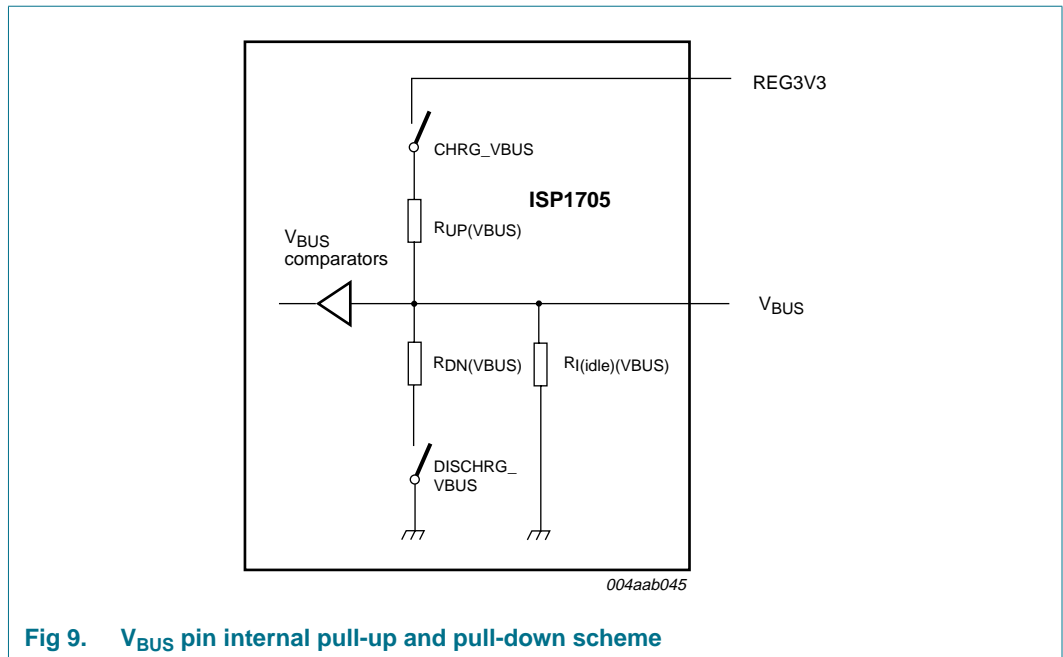 REG3V3
CHRG_VBUS
ISP1705
RUP(VBUS)
VBUS
comparators
VBUS
RDN(VBUS)
RI(idle)(VBUS)
DISCHRG_
VBUS
004aab045
Fig 9. VBUS pin internal pull-up and pull-down scheme